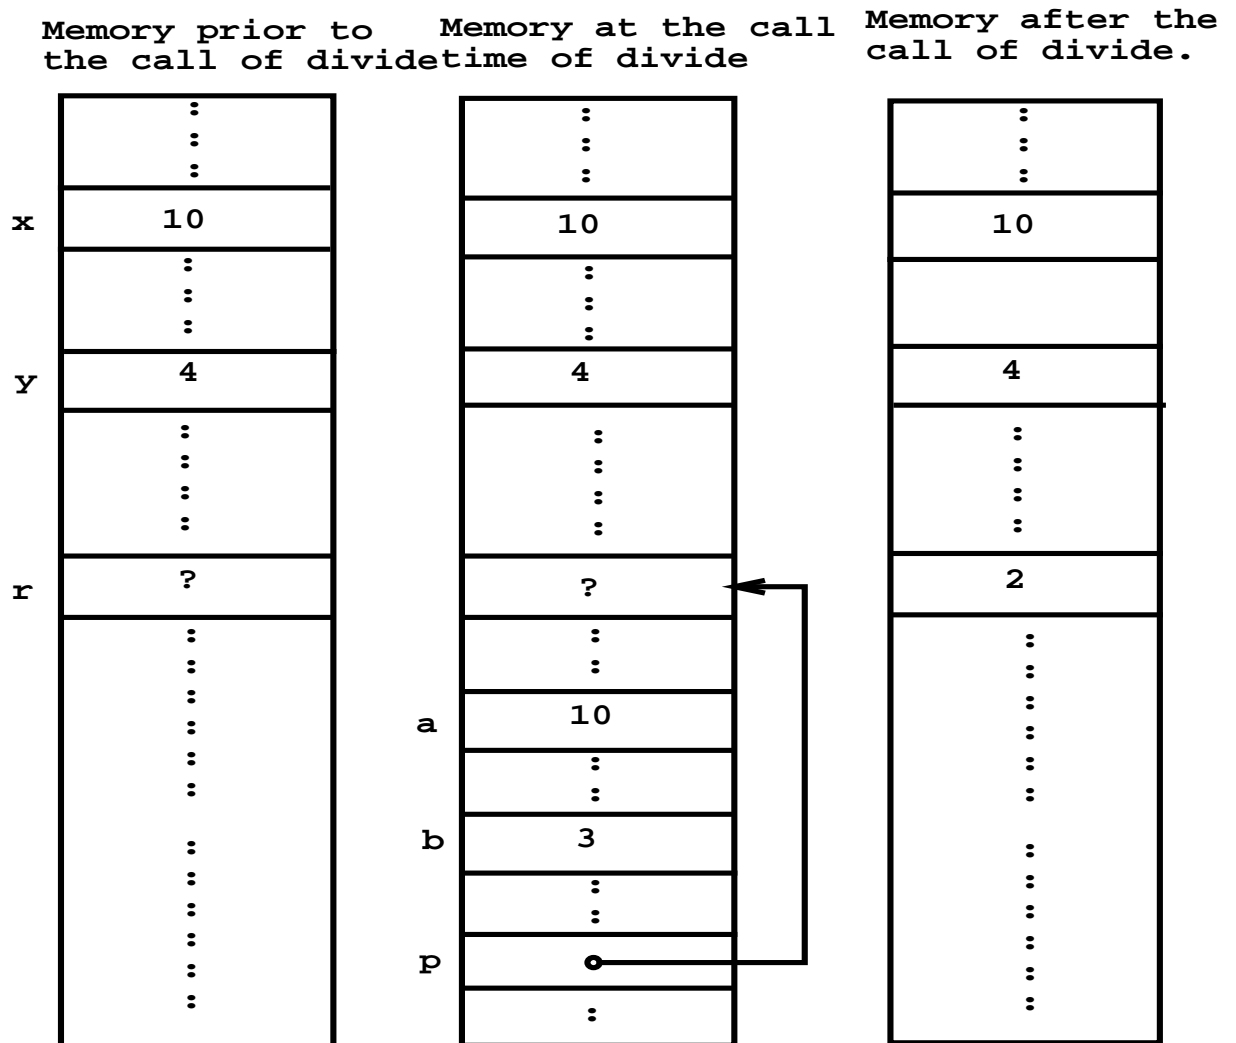 Memory prior to
the call of divide
Memory at the call
time of divide
Memory after the
call of divide.
x 10 10 10
y 4 4 4
r ? ? 2
a 10
b 3
p